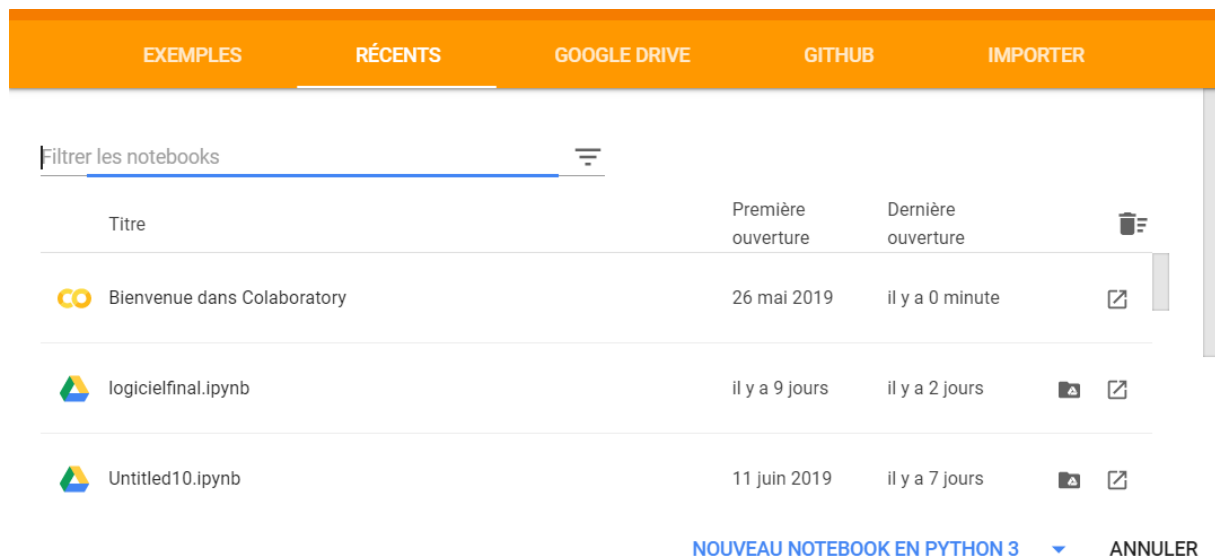 EXEMPLES RÉCENTS GOOGLE DRIVE GITHUB IMPORTER
Filtrer les notebooks
Titre Première ouverture Dernière ouverture
CO Bienvenue dans Colaboratory 26 mai 2019 il y a 0 minute
logicielfinal.ipynb il y a 9 jours il y a 2 jours
Untitled10.ipynb 11 juin 2019 il y a 7 jours
NOUVEAU NOTEBOOK EN PYTHON 3 ANNULER